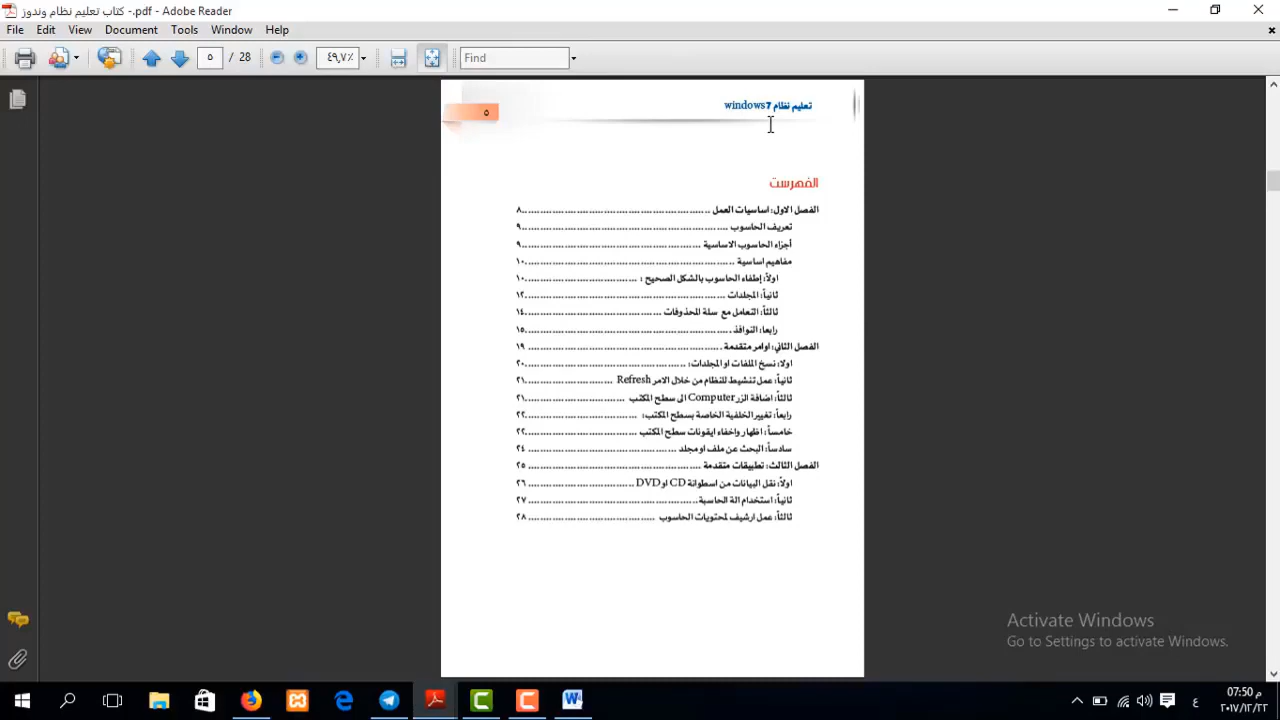 كتاب تعليم نظام وندوز -.pdf - Adobe Reader
File Edit View Document Tools Window Help
٥ / 28 ٤٩,٧٪ Find
تعليم نظام windows7
٥
الفهرست
الفصل الاول: اساسيات العمل ........ ٨
تعريف الحاسوب ........ ٩
أجزاء الحاسوب الاساسية ........ ٩
مفاهيم اساسية ........ ١٠
اولاً: إطفاء الحاسوب بالشكل الصحيح : ........ ١٠
ثانياً: المجلدات ........ ١٢
ثالثاً: التعامل مع سلة المحذوفات ........ ١٤
رابعا: النوافذ ........ ١٥
الفصل الثاني: اوامر متقدمة ........ ١٩
اولا: نسخ الملفات او المجلدات: ........ ٢٠
ثانياً: عمل تنشيط للنظام من خلال الامر Refresh ........ ٢١
ثالثاً: اضافة الزر Computer الى سطح المكتب ........ ٢١
رابعاً: تغيير الخلفية الخاصة بسطح المكتب: ........ ٢٢
خامساً: اظهار واخفاء ايقونات سطح المكتب ........ ٢٢
سادساً: البحث عن ملف او مجلد ........ ٢٤
الفصل الثالث: تطبيقات متقدمة ........ ٢٥
اولاً: نقل البيانات من اسطوانة CD او DVD ........ ٢٦
ثانياً: استخدام الة الحاسبة ........ ٢٧
ثالثاً: عمل ارشيف لمحتويات الحاسوب ........ ٢٨
Activate Windows
Go to Settings to activate Windows.
ع
07:50 م
٢٠١٧/١٢/٢٢